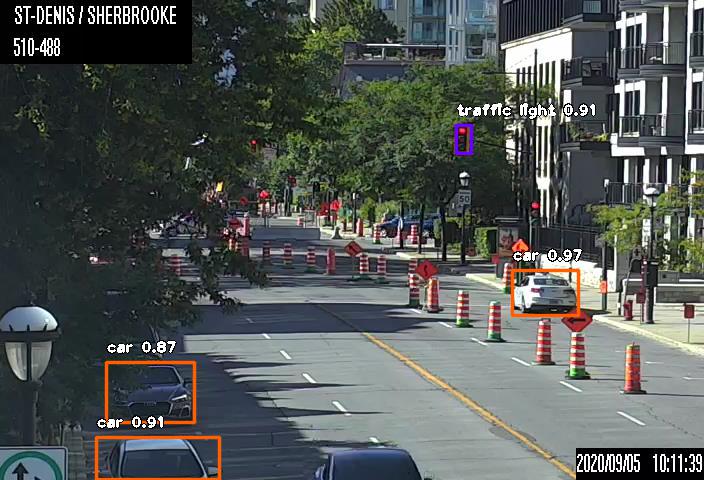 ST-DENIS / SHERBROOKE
510-488
traffic light 0.91
50
car 0.97
car 0.87
car 0.91
2020/09/05 10:11:39